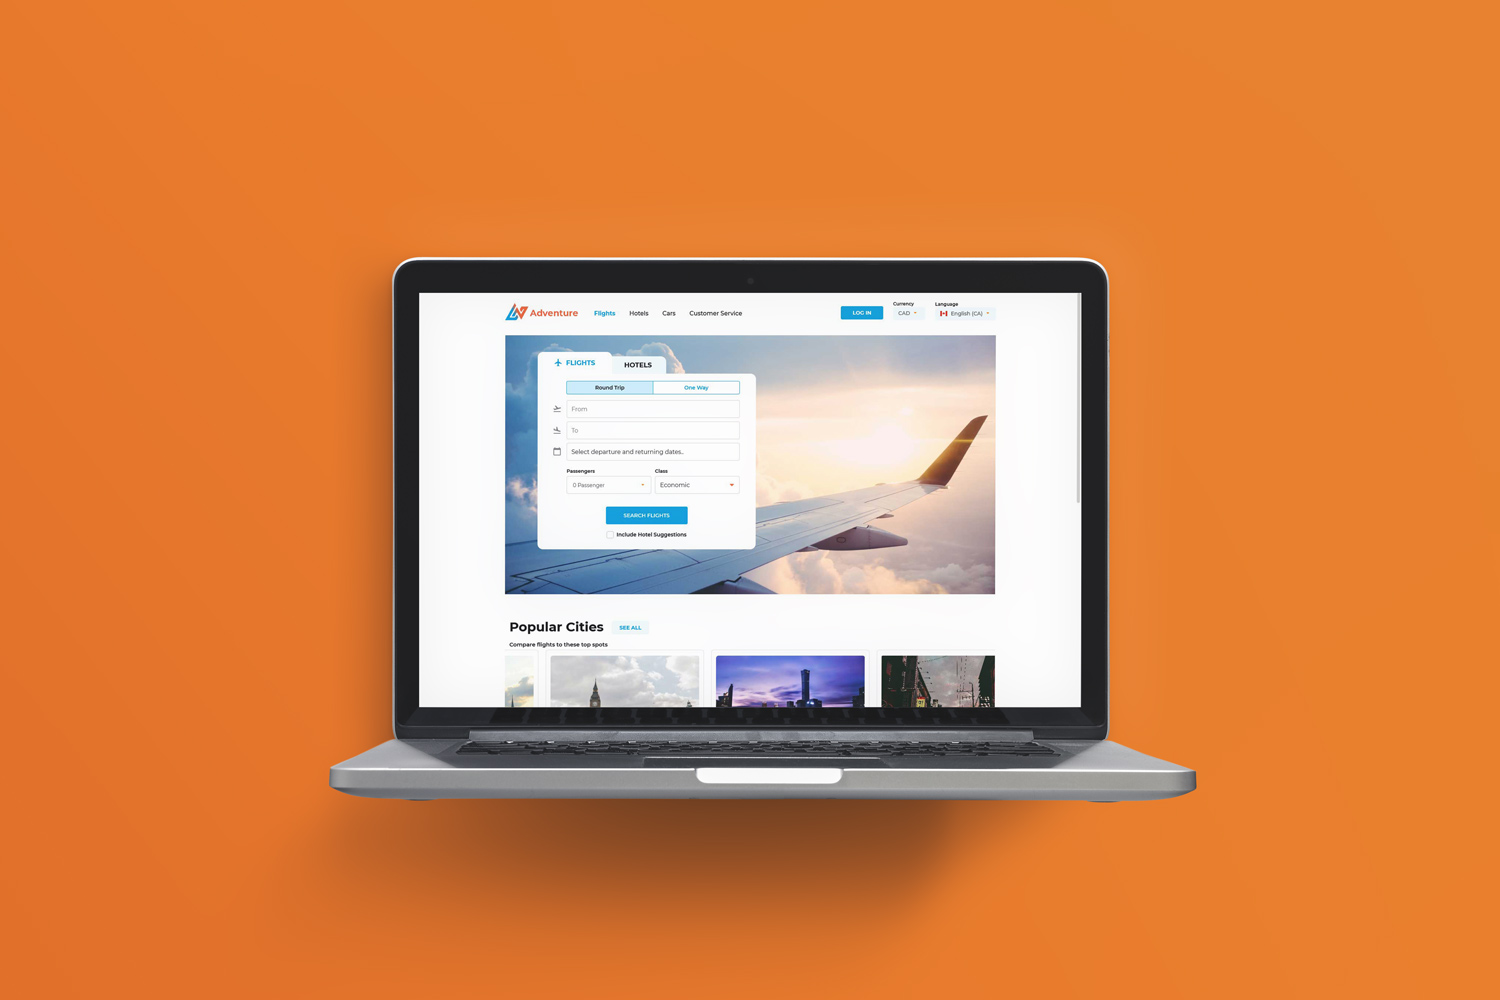 Adventure
Flights
Hotels
Cars
Customer Service
LOG IN
Currency
CAD
Language
English (CA)
FLIGHTS
HOTELS
Round Trip
One Way
From
To
Select departure and returning dates..
Passengers
Class
0 Passenger
Economic
SEARCH FLIGHTS
Include Hotel Suggestions
Popular Cities
SEE ALL
Compare flights to these top spots